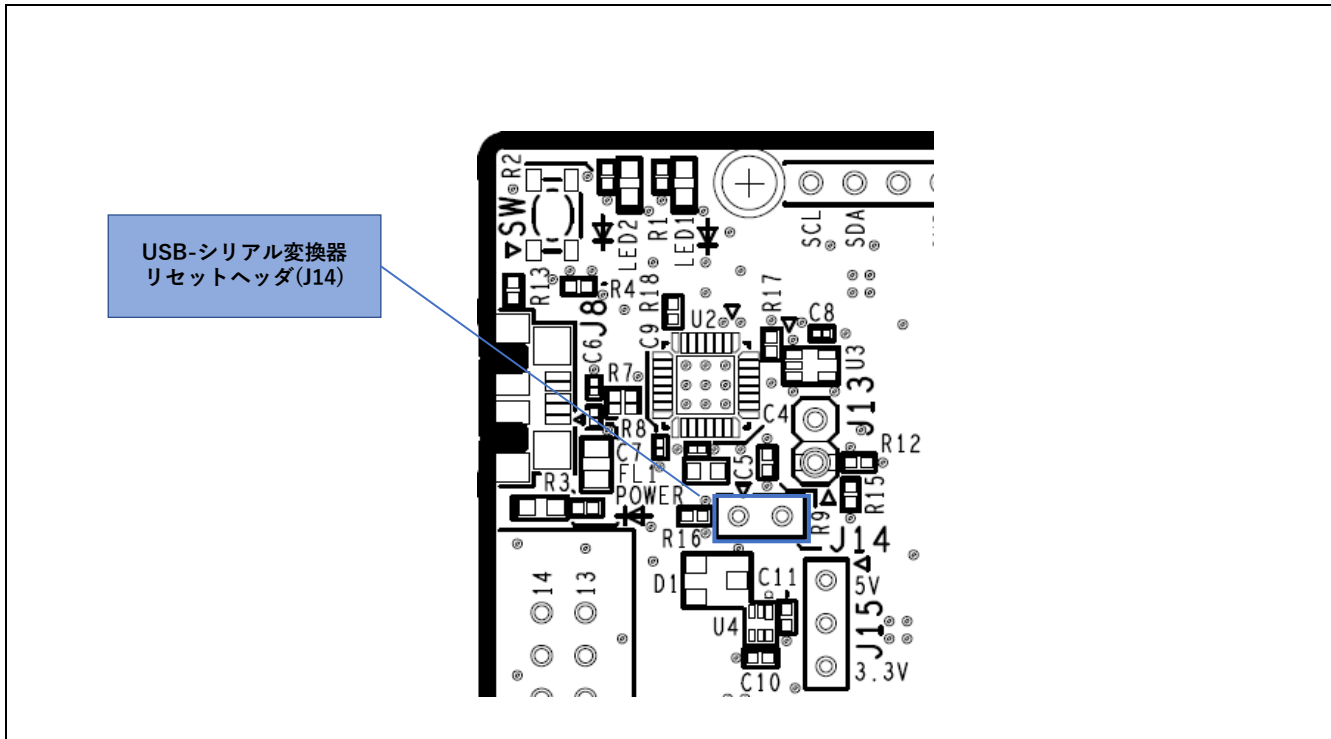 USB-シリアル変換器
リセットヘッダ(J14)
R2
SW
LED2
R1
LED1
SCL
SDA
R13
R4
J8
R18
U2
R17
C8
C9
C6
R7
U3
J13
C4
R8
R12
C7
C5
FL1
R3
POWER
R15
R9
R16
J14
D1
C11
5V
14
13
U4
J15
3.3V
C10